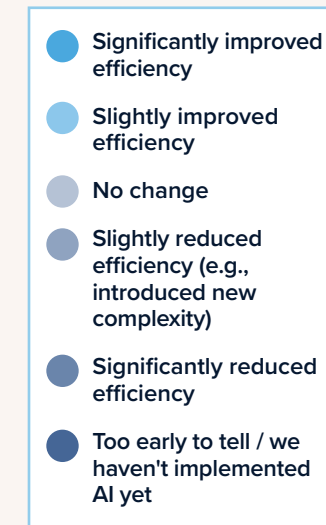 Significantly improved
efficiency
Slightly improved
efficiency
No change
Slightly reduced
efficiency (e.g.,
introduced new
complexity)
Significantly reduced
efficiency
Too early to tell / we
haven't implemented
AI yet